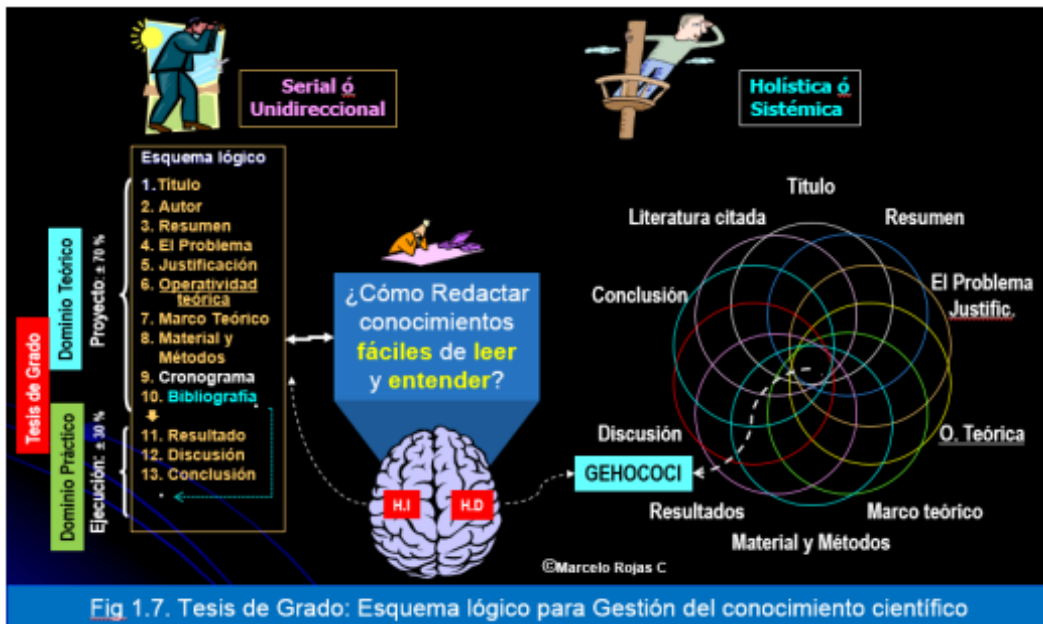 Serial ó
Unidireccional
Holística ó
Sistémica
Tesis de Grado
Dominio Teórico
Proyecto: ± 70 %
Dominio Práctico
Ejecución: ± 30 %
Esquema lógico
1. Título
2. Autor
3. Resumen
4. El Problema
5. Justificación
6. Operatividad
teórica
7. Marco Teórico
8. Material y
Métodos
9. Cronograma
10. Bibliografía
11. Resultado
12. Discusión
13. Conclusión
¿Cómo Redactar
conocimientos
fáciles de leer
y entender?
H.I
H.D
Título
Literatura citada
Resumen
Conclusión
El Problema
Justific.
Discusión
O. Teórica
GEHOCOCI
Resultados
Marco teórico
Material y Métodos
©Marcelo Rojas C
Fig 1.7. Tesis de Grado: Esquema lógico para Gestión del conocimiento científico